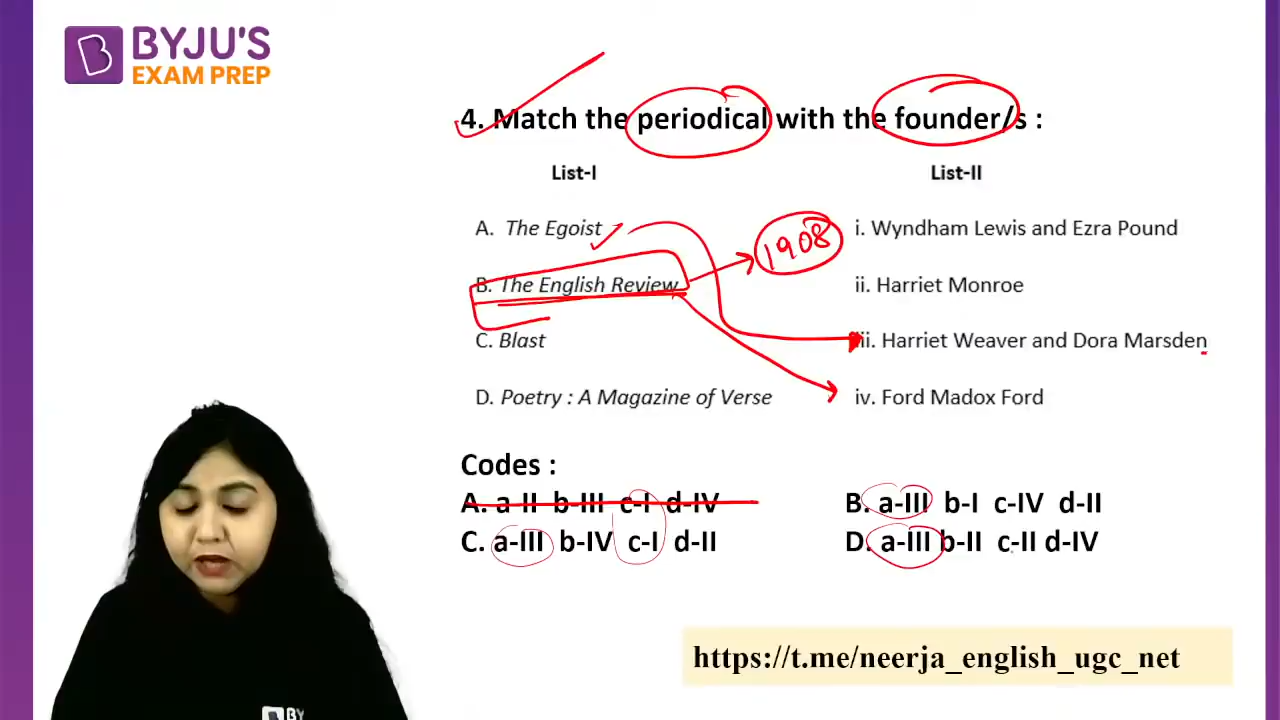 BYJU'S
EXAM PREP
4. Match the periodical with the founder/s :
List-I
List-II
A. The Egoist
i. Wyndham Lewis and Ezra Pound
1908
B. The English Review
ii. Harriet Monroe
C. Blast
iii. Harriet Weaver and Dora Marsden
D. Poetry : A Magazine of Verse
iv. Ford Madox Ford
Codes :
A. a-II b-III c-I d-IV
B. a-III b-I c-IV d-II
C. a-III b-IV c-I d-II
D. a-III b-II c-II d-IV
https://t.me/neerja_english_ugc_net
BY